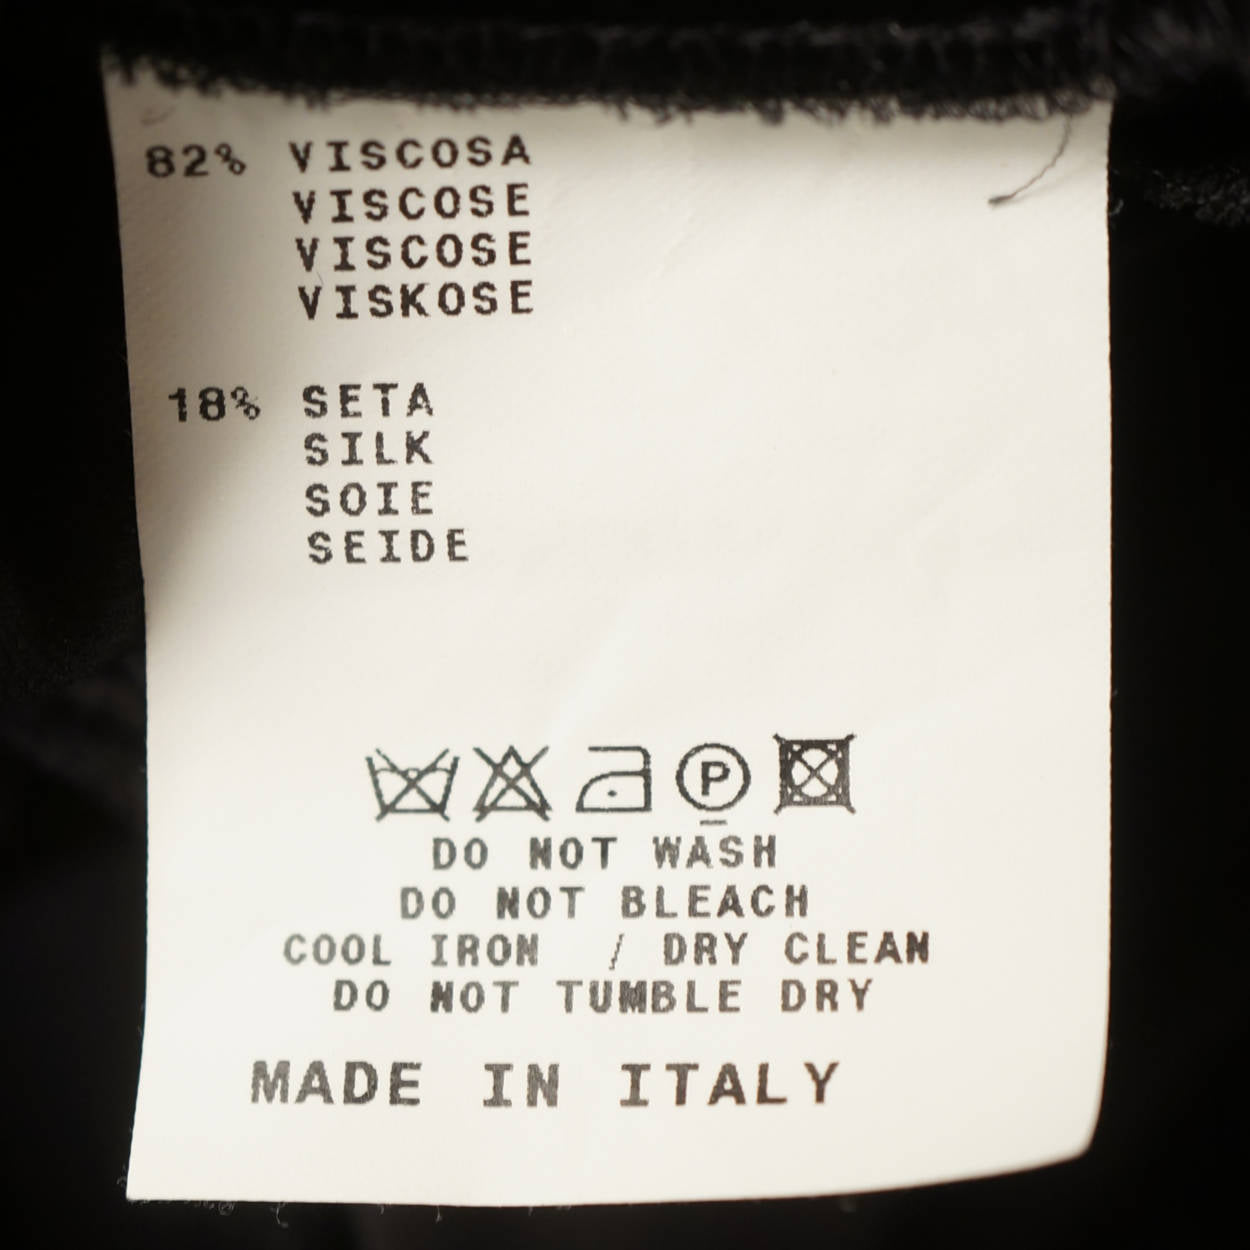 82% VISCOSA
VISCOSE
VISCOSE
VISKOSE
18% SETA
SILK
SOIE
SEIDE
P
DO NOT WASH
DO NOT BLEACH
COOL IRON / DRY CLEAN
DO NOT TUMBLE DRY
MADE IN ITALY